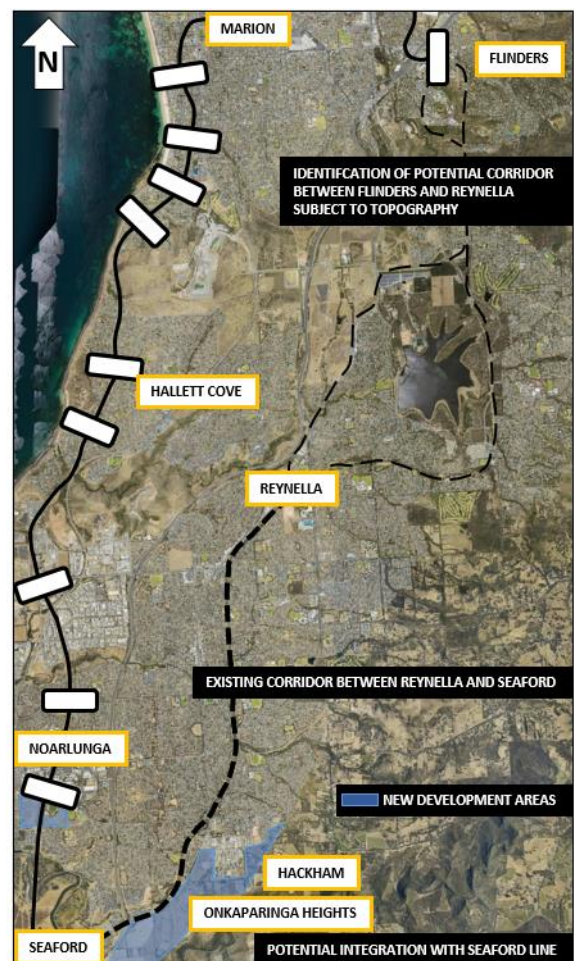 MARION
N
FLINDERS
IDENTIFCATION OF POTENTIAL CORRIDOR
BETWEEN FLINDERS AND REYNELLA
SUBJECT TO TOPOGRAPHY
HALLETT COVE
REYNELLA
EXISTING CORRIDOR BETWEEN REYNELLA AND SEAFORD
NOARLUNGA
NEW DEVELOPMENT AREAS
HACKHAM
ONKAPARINGA HEIGHTS
SEAFORD
POTENTIAL INTEGRATION WITH SEAFORD LINE